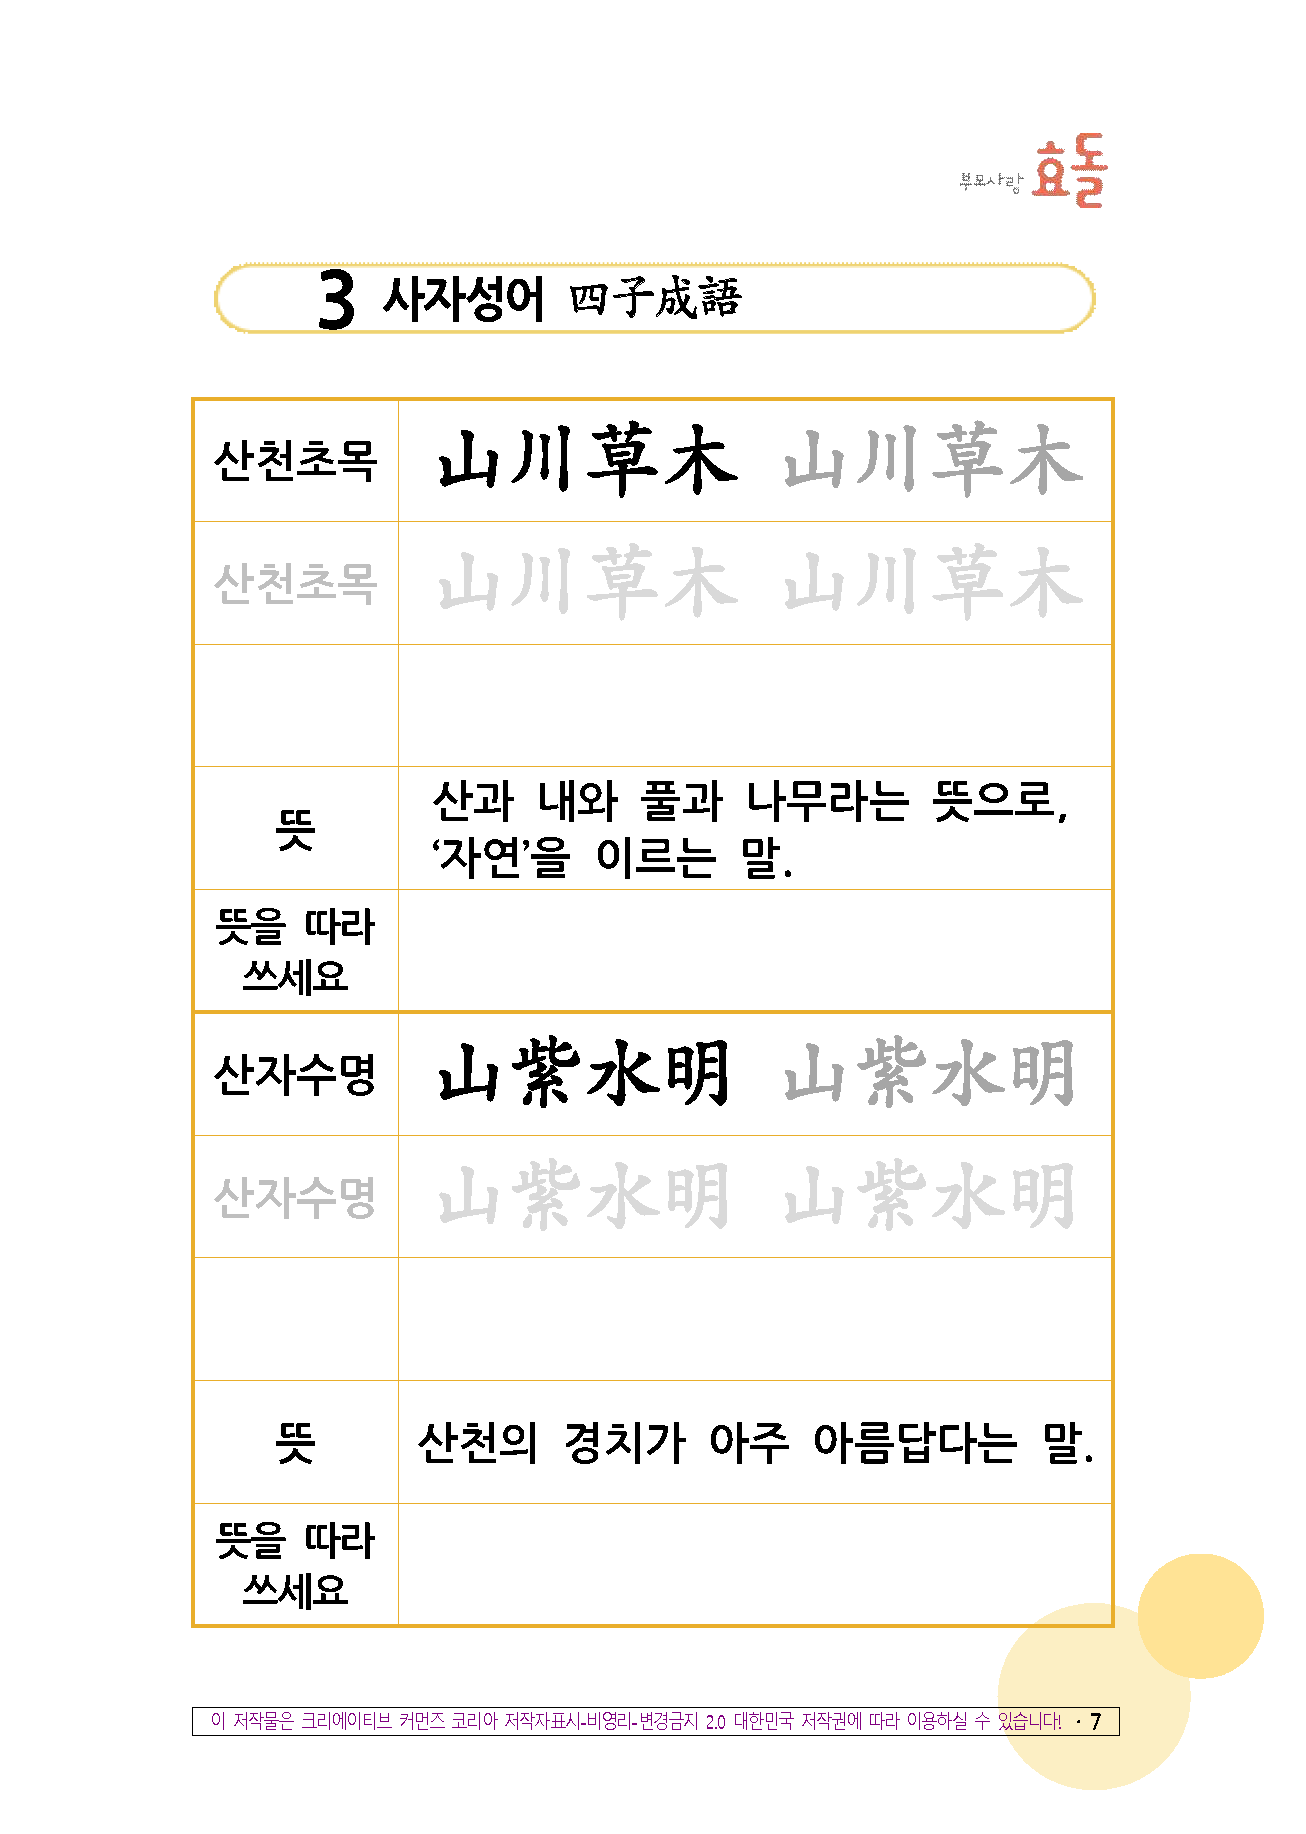 부모사랑 효돌
3 사자성어 四子成語
산천초목 山川草木 山川草木
산천초목 山川草木 山川草木
뜻
산과 내와 풀과 나무라는 뜻으로,
‘자연’을 이르는 말.
뜻을 따라
쓰세요
산자수명 山紫水明 山紫水明
산자수명 山紫水明 山紫水明
뜻 산천의 경치가 아주 아름답다는 말.
뜻을 따라
쓰세요
이 저작물은 크리에이티브 커먼즈 코리아 저작자표시-비영리-변경금지 2.0 대한민국 저작권에 따라 이용하실 수 있습니다! · 7